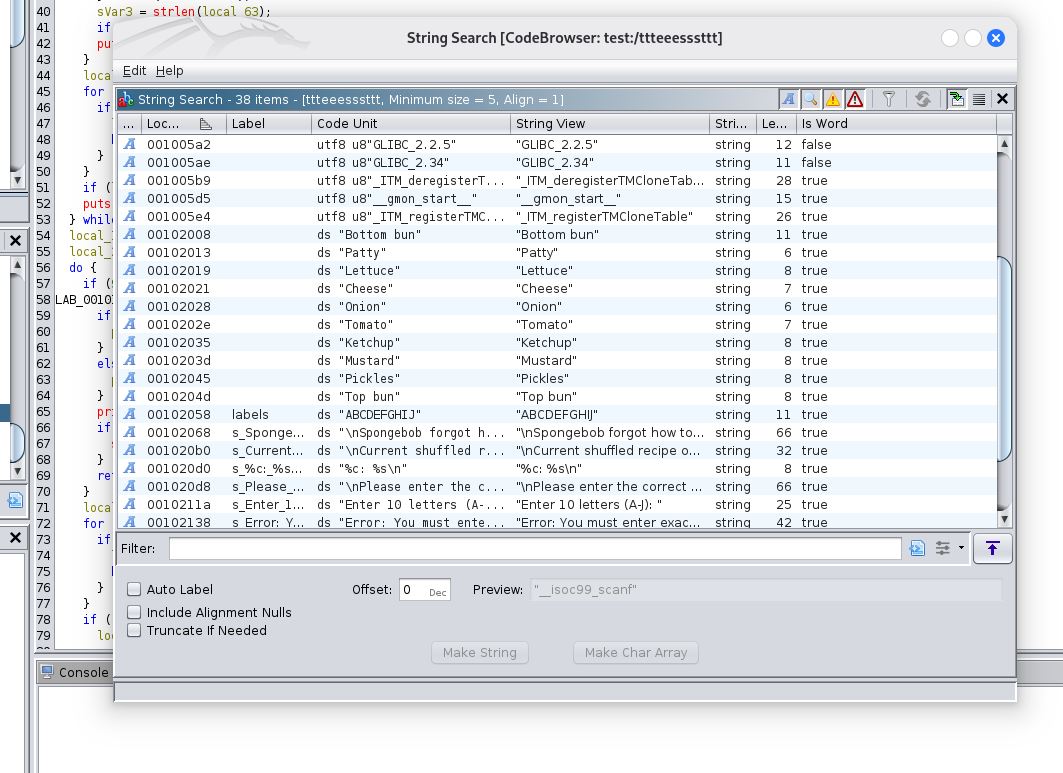 40 sVar3 = strlen(local_63);
41 if
42 pu
43 }
44 loca
45 for
46 if
47
48
49 }
50 }
51 if (
52 puts
53 } whil
54 local_
55 local_
56 do {
57 if (
58 LAB_0010
59 if
60
61 }
62 els
63
64 }
65 pri
66 if
67
68 }
69 ret
70 }
71 loca
72 for
73 if
74
75
76 }
77 }
78 if (
79 lo
Console
String Search [CodeBrowser: test:/ttteeesssttt]
Edit Help
String Search - 38 items - [ttteeesssttt, Minimum size = 5, Align = 1]
... Loc... Label Code Unit String View Stri... Le... Is Word
A 001005a2 utf8 u8"GLIBC_2.2.5" "GLIBC_2.2.5" string 12 false
A 001005ae utf8 u8"GLIBC_2.34" "GLIBC_2.34" string 11 false
A 001005b9 utf8 u8"_ITM_deregisterT... "_ITM_deregisterTMCloneTab... string 28 true
A 001005d5 utf8 u8"__gmon_start__" "__gmon_start__" string 15 true
A 001005e4 utf8 u8"_ITM_registerTMC... "_ITM_registerTMCloneTable" string 26 true
A 00102008 ds "Bottom bun" "Bottom bun" string 11 true
A 00102013 ds "Patty" "Patty" string 6 true
A 00102019 ds "Lettuce" "Lettuce" string 8 true
A 00102021 ds "Cheese" "Cheese" string 7 true
A 00102028 ds "Onion" "Onion" string 6 true
A 0010202e ds "Tomato" "Tomato" string 7 true
A 00102035 ds "Ketchup" "Ketchup" string 8 true
A 0010203d ds "Mustard" "Mustard" string 8 true
A 00102045 ds "Pickles" "Pickles" string 8 true
A 0010204d ds "Top bun" "Top bun" string 8 true
A 00102058 labels ds "ABCDEFGHIJ" "ABCDEFGHIJ" string 11 true
A 00102068 s_Sponge... ds "\nSpongebob forgot h... "\nSpongebob forgot how to... string 66 true
A 001020b0 s_Current... ds "\nCurrent shuffled r... "\nCurrent shuffled recipe o... string 32 true
A 001020d0 s_%c:_%s... ds "%c: %s\n" "%c: %s\n" string 8 true
A 001020d8 s_Please_... ds "\nPlease enter the c... "\nPlease enter the correct ... string 66 true
A 0010211a s_Enter_1... ds "Enter 10 letters (A-... "Enter 10 letters (A-J): " string 25 true
A 00102138 s_Error:_Y... ds "Error: You must ente... "Error: You must enter exac... string 42 true
Filter:
Auto Label Offset: 0 Dec Preview: "__isoc99_scanf"
Include Alignment Nulls
Truncate If Needed
Make String Make Char Array